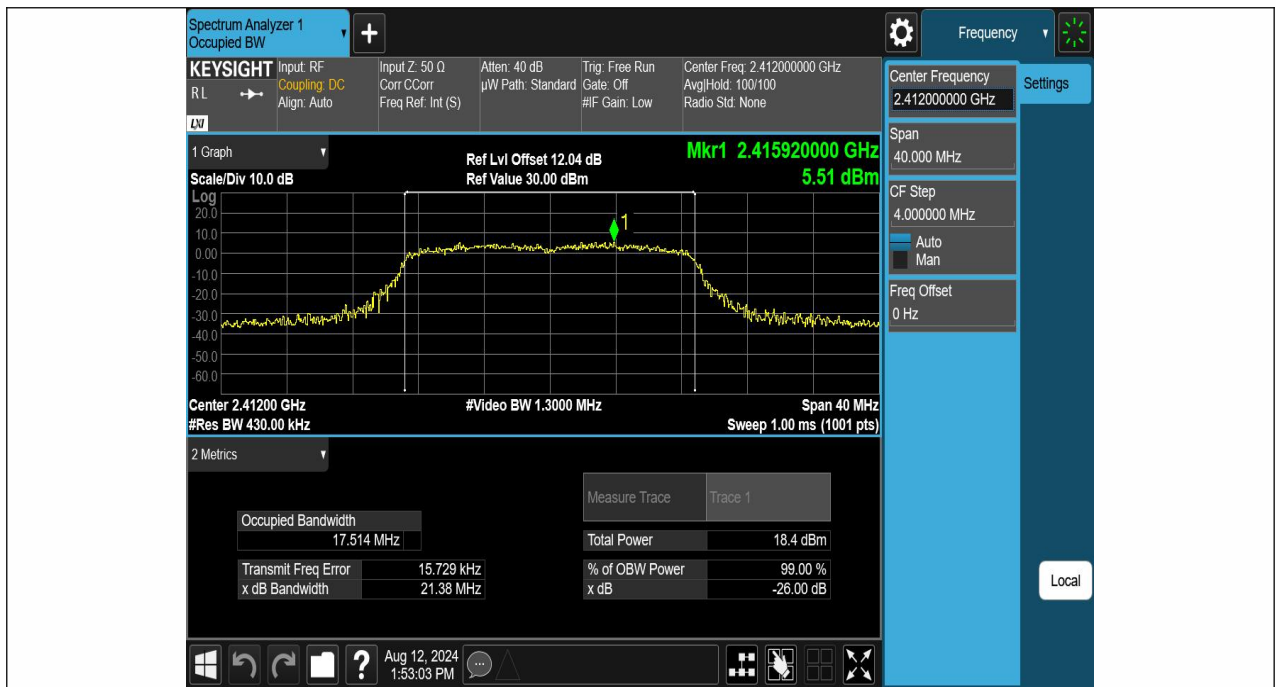 Spectrum Analyzer 1
Occupied BW
+
Frequency
KEYSIGHT
R L
LXI
Input: RF
Coupling: DC
Align: Auto
Input Z: 50 Ω
Corr CCorr
Freq Ref: Int (S)
Atten: 40 dB
µW Path: Standard
Trig: Free Run
Gate: Off
#IF Gain: Low
Center Freq: 2.412000000 GHz
Avg|Hold: 100/100
Radio Std: None
Center Frequency
2.412000000 GHz
Settings
Span
40.000 MHz
CF Step
4.000000 MHz
Auto
Man
Freq Offset
0 Hz
Local
1 Graph
Scale/Div 10.0 dB
Ref Lvl Offset 12.04 dB
Ref Value 30.00 dBm
Mkr1 2.415920000 GHz
5.51 dBm
Log
20.0
10.0
0.00
-10.0
-20.0
-30.0
-40.0
-50.0
-60.0
1
Center 2.41200 GHz
#Res BW 430.00 kHz
#Video BW 1.3000 MHz
Span 40 MHz
Sweep 1.00 ms (1001 pts)
2 Metrics
Measure Trace Trace 1
Occupied Bandwidth
17.514 MHz
Total Power 18.4 dBm
Transmit Freq Error 15.729 kHz
% of OBW Power 99.00 %
x dB Bandwidth 21.38 MHz
x dB -26.00 dB
?
Aug 12, 2024
1:53:03 PM